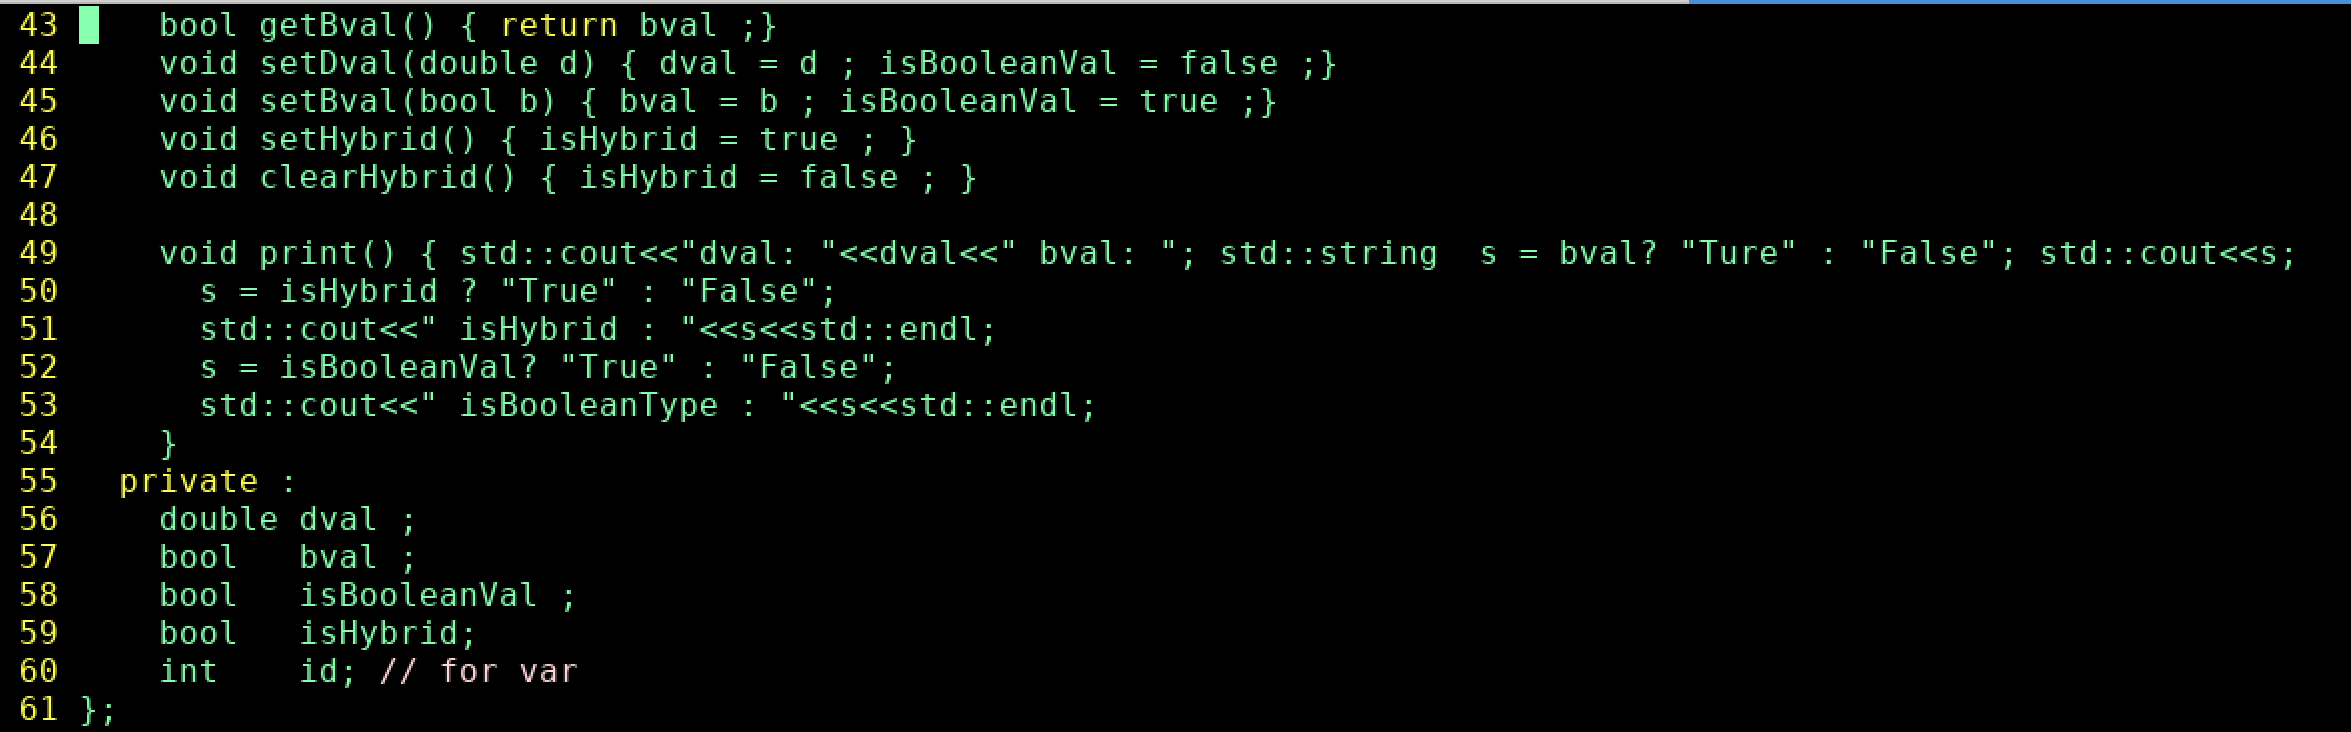 43     bool getBval() { return bval ;}
44     void setDval(double d) { dval = d ; isBooleanVal = false ;}
45     void setBval(bool b) { bval = b ; isBooleanVal = true ;}
46     void setHybrid() { isHybrid = true ; }
47     void clearHybrid() { isHybrid = false ; }
48
49     void print() { std::cout<<"dval: "<<dval<<" bval: "; std::string  s = bval? "Ture" : "False"; std::cout<<s;
50       s = isHybrid ? "True" : "False";
51       std::cout<<" isHybrid : "<<s<<std::endl;
52       s = isBooleanVal? "True" : "False";
53       std::cout<<" isBooleanType : "<<s<<std::endl;
54     }
55   private :
56     double dval ;
57     bool   bval ;
58     bool   isBooleanVal ;
59     bool   isHybrid;
60     int    id; // for var
61 };